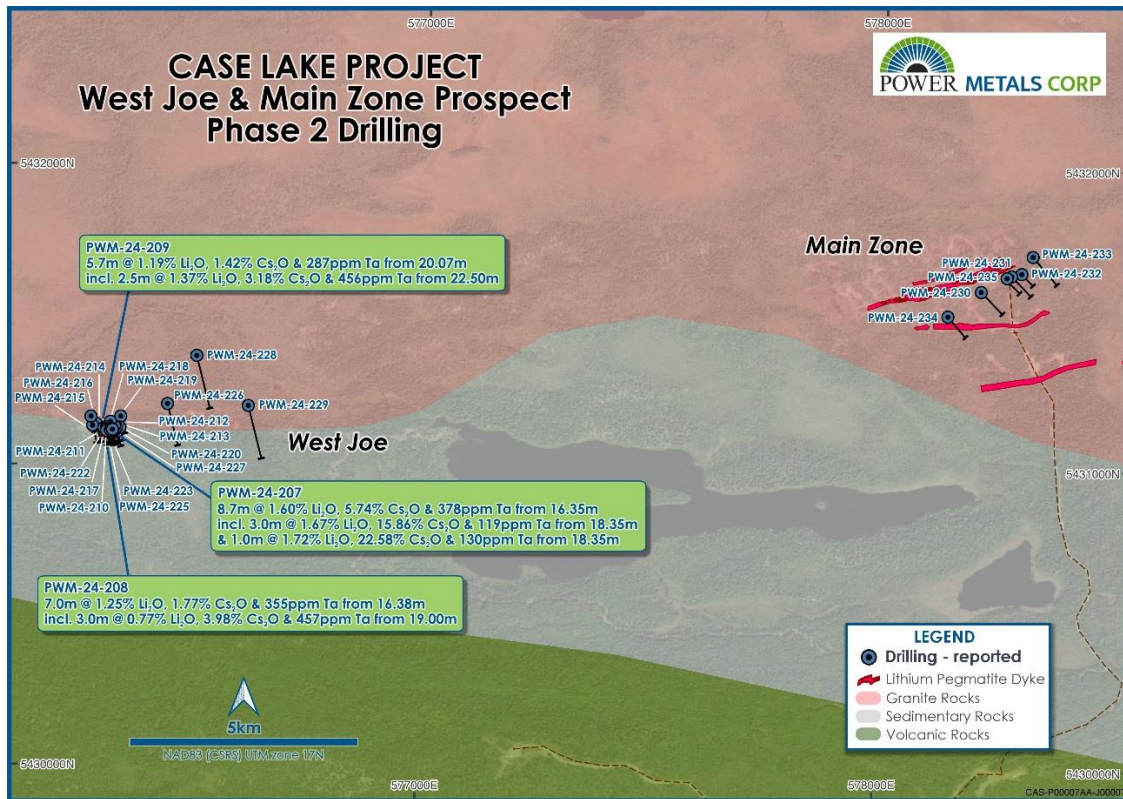 577000E
578000E
CASE LAKE PROJECT
West Joe & Main Zone Prospect
Phase 2 Drilling
POWER METALS CORP
5432000N
5432000N
PWM-24-209
5.7m @ 1.19% Li₂O, 1.42% Cs₂O & 287ppm Ta from 20.07m
incl. 2.5m @ 1.37% Li₂O, 3.18% Cs₂O & 456ppm Ta from 22.50m
Main Zone
PWM-24-233
PWM-24-231
PWM-24-235
PWM-24-232
PWM-24-230
PWM-24-234
PWM-24-228
PWM-24-214
PWM-24-218
PWM-24-216
PWM-24-219
PWM-24-215
PWM-24-226
PWM-24-229
PWM-24-212
PWM-24-213
West Joe
PWM-24-211
PWM-24-220
PWM-24-222
PWM-24-227
PWM-24-217
PWM-24-223
PWM-24-210
PWM-24-225
5431000N
PWM-24-207
8.7m @ 1.60% Li₂O, 5.74% Cs₂O & 378ppm Ta from 16.35m
incl. 3.0m @ 1.67% Li₂O, 15.86% Cs₂O & 119ppm Ta from 18.35m
& 1.0m @ 1.72% Li₂O, 22.58% Cs₂O & 130ppm Ta from 18.35m
PWM-24-208
7.0m @ 1.25% Li₂O, 1.77% Cs₂O & 355ppm Ta from 16.38m
incl. 3.0m @ 0.77% Li₂O, 3.98% Cs₂O & 457ppm Ta from 19.00m
LEGEND
Drilling - reported
Lithium Pegmatite Dyke
Granite Rocks
Sedimentary Rocks
Volcanic Rocks
5km
NAD83 (CSRS) UTM zone 17N
5430000N
5430000N
577000E
578000E
CAS-P00007AA-J00007